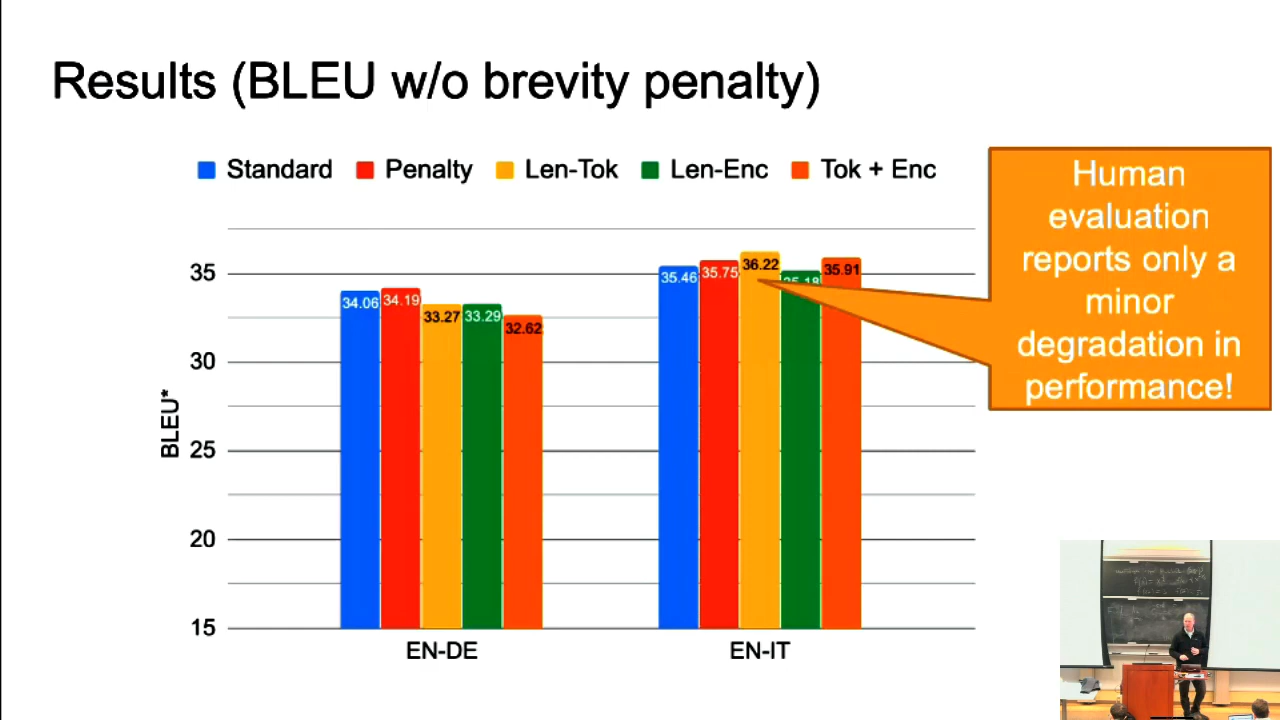 Results (BLEU w/o brevity penalty)
Standard Penalty Len-Tok Len-Enc Tok + Enc
Human
evaluation
reports only a
minor
degradation in
performance!
BLEU*
35
30
25
20
15
34.06 34.19 33.27 33.29 32.62
35.46 35.75 36.22 35.18 35.91
EN-DE EN-IT